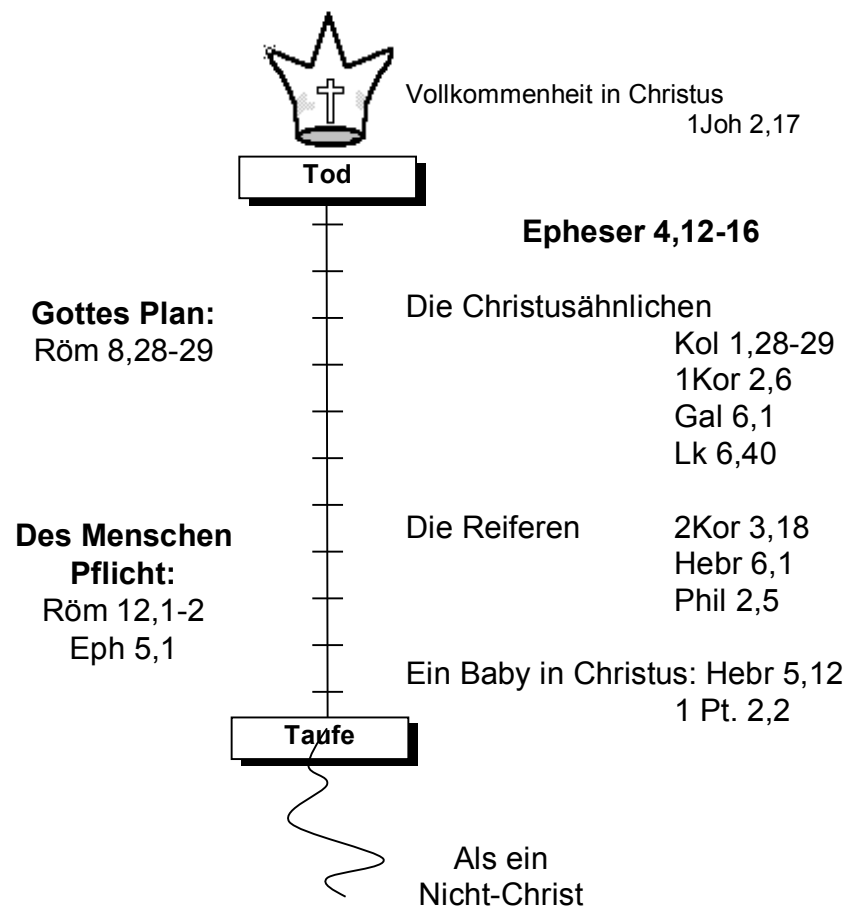 Vollkommenheit in Christus
1Joh 2,17
Tod
Epheser 4,12-16
Gottes Plan:
Röm 8,28-29
Die Christusähnlichen
Kol 1,28-29
1Kor 2,6
Gal 6,1
Lk 6,40
Des Menschen
Pflicht:
Röm 12,1-2
Eph 5,1
Die Reiferen 2Kor 3,18
Hebr 6,1
Phil 2,5
Ein Baby in Christus: Hebr 5,12
1 Pt. 2,2
Taufe
Als ein
Nicht-Christ